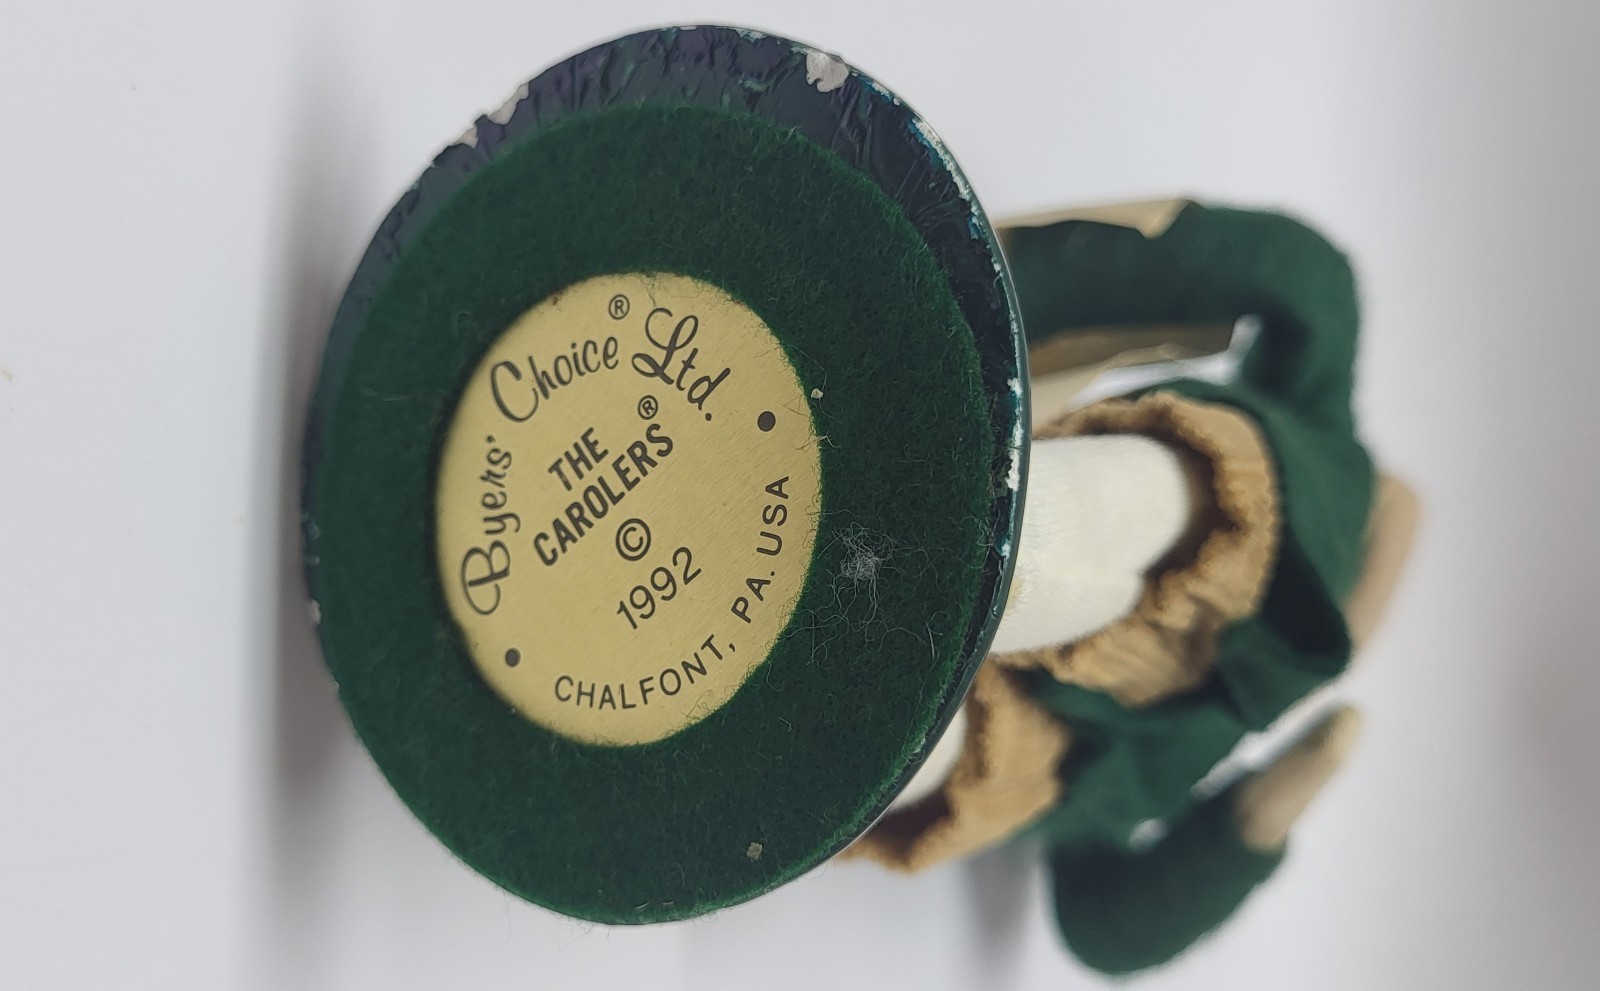 Byers' Choice® Ltd.
THE
CAROLERS®
©
1992
CHALFONT, PA. USA